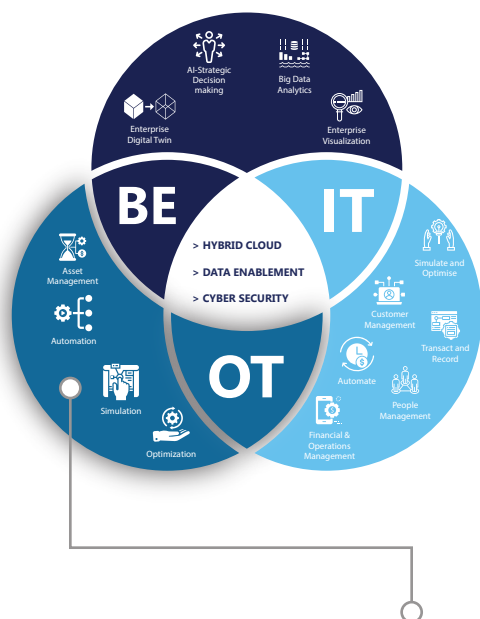 AI-Strategic
Decision
making
Big Data
Analytics
Enterprise
Digital Twin
Enterprise
Visualization
BE
IT
> HYBRID CLOUD
> DATA ENABLEMENT
> CYBER SECURITY
OT
Asset
Management
Automation
Simulation
Optimization
Simulate and
Optimise
Customer
Management
Transact and
Record
Automate
People
Management
Financial &
Operations
Management